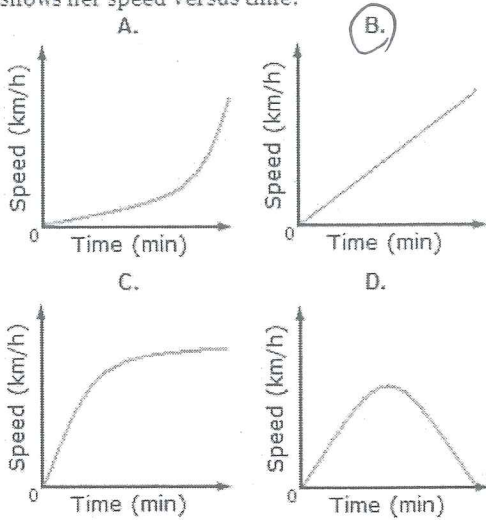 shows her speed versus time.
A.
B.
Speed (km/h)
Speed (km/h)
0
Time (min)
0
Time (min)
C.
D.
Speed (km/h)
Speed (km/h)
0
Time (min)
0
Time (min)